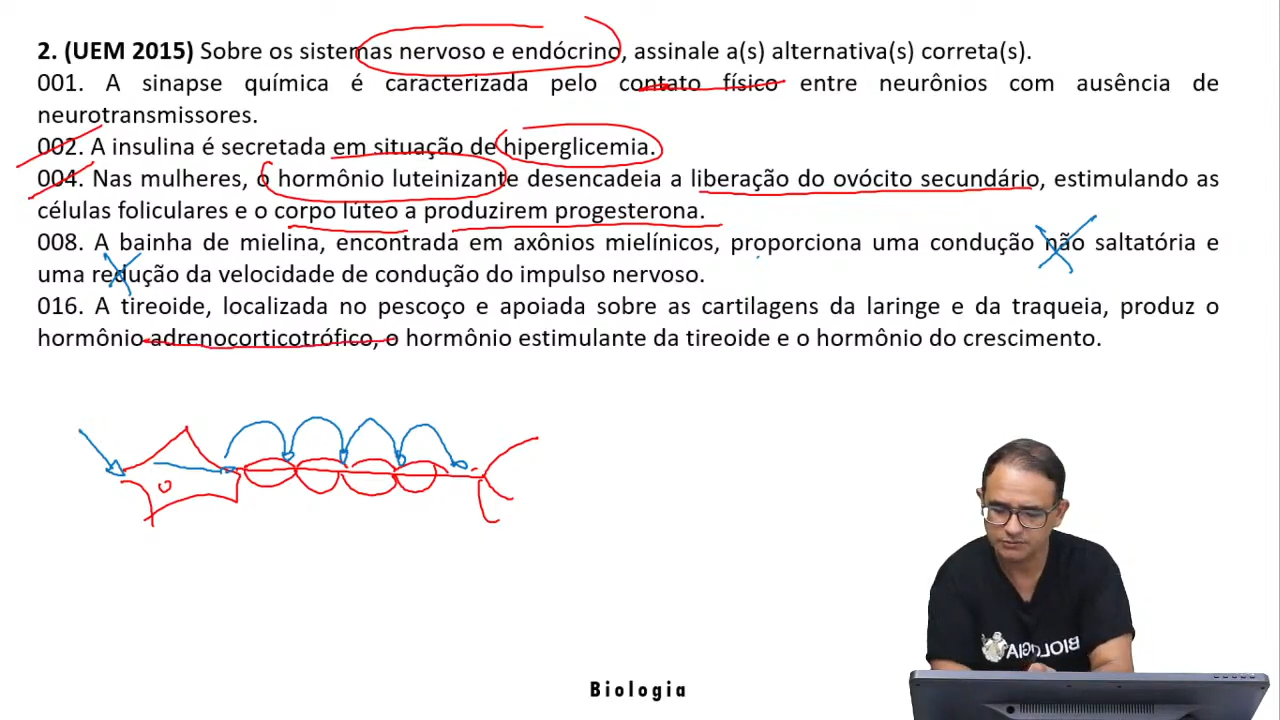 2. (UEM 2015) Sobre os sistemas nervoso e endócrino, assinale a(s) alternativa(s) correta(s).
001. A sinapse química é caracterizada pelo contato físico entre neurônios com ausência de
neurotransmissores.
002. A insulina é secretada em situação de hiperglicemia.
004. Nas mulheres, o hormônio luteinizante desencadeia a liberação do ovócito secundário, estimulando as
células foliculares e o corpo lúteo a produzirem progesterona.
008. A bainha de mielina, encontrada em axônios mielínicos, proporciona uma condução não saltatória e
uma redução da velocidade de condução do impulso nervoso.
016. A tireoide, localizada no pescoço e apoiada sobre as cartilagens da laringe e da traqueia, produz o
hormônio adrenocorticotrófico, o hormônio estimulante da tireoide e o hormônio do crescimento.
BIOLOGIA
Biologia